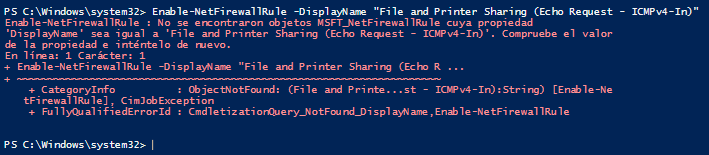 PS C:\Windows\system32> Enable-NetFirewallRule -DisplayName "File and Printer Sharing (Echo Request - ICMPv4-In)"
Enable-NetFirewallRule : No se encontraron objetos MSFT_NetFirewallRule cuya propiedad
'DisplayName' sea igual a 'File and Printer Sharing (Echo Request - ICMPv4-In)'. Compruebe el valor
de la propiedad e inténtelo de nuevo.
En línea: 1 Carácter: 1
+ Enable-NetFirewallRule -DisplayName "File and Printer Sharing (Echo R ...
+ ~~~~~~~~~~~~~~~~~~~~~~~~~~~~~~~~~~~~~~~~~~~~~~~~~~~~~~~~~~~~~~~~~~~~~
+ CategoryInfo : ObjectNotFound: (File and Printe...st - ICMPv4-In):String) [Enable-Ne
tFirewallRule], CimJobException
+ FullyQualifiedErrorId : CmdletizationQuery_NotFound_DisplayName,Enable-NetFirewallRule
PS C:\Windows\system32>